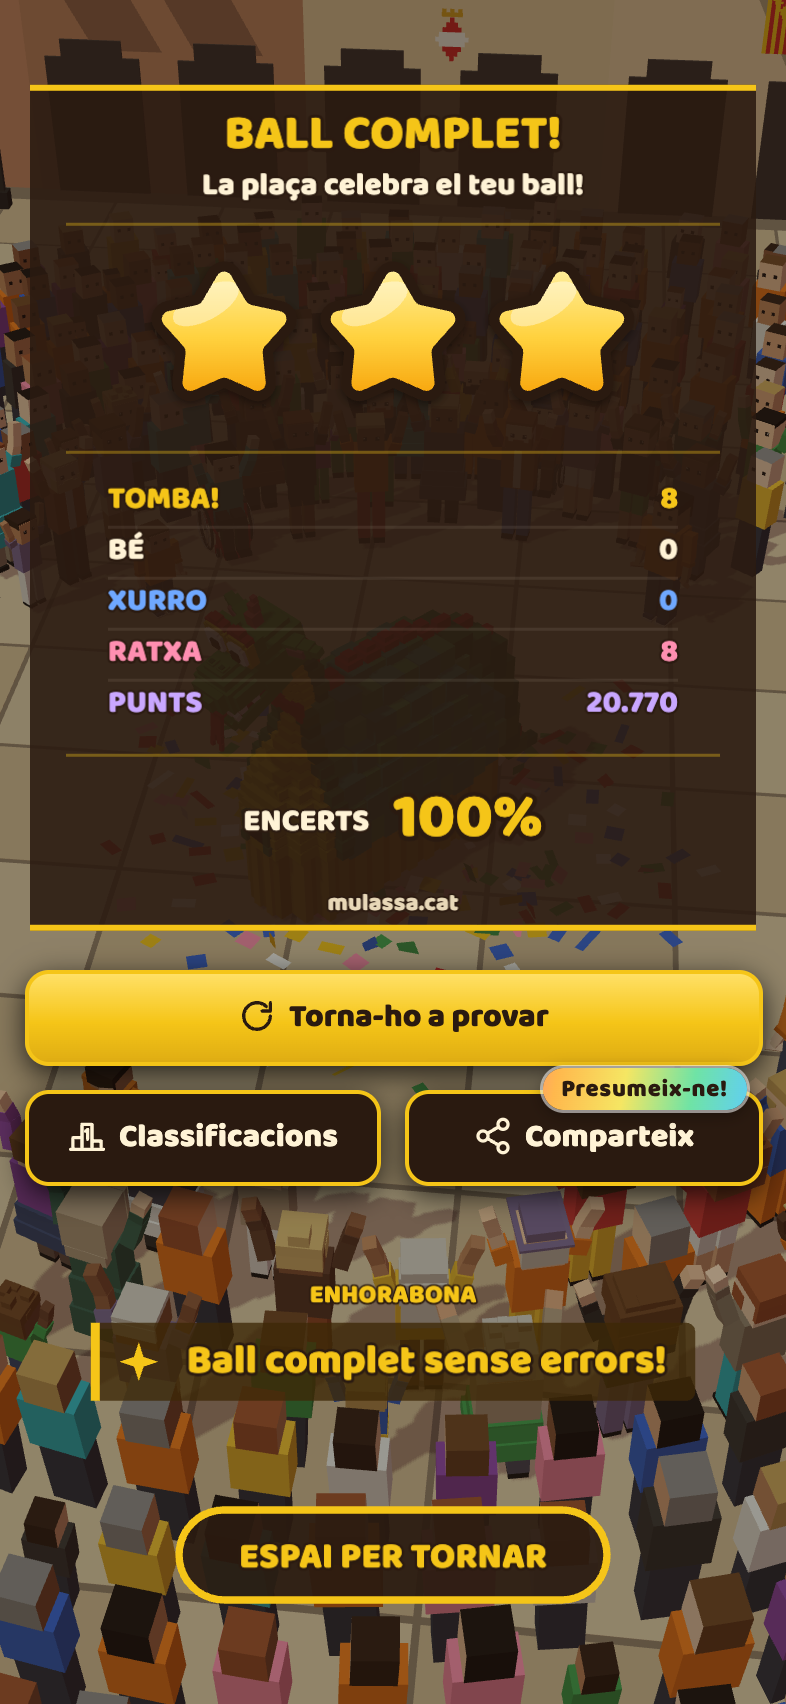 BALL COMPLET!
La plaça celebra el teu ball!
TOMBA! 8
BÉ 0
XURRO 0
RATXA 8
PUNTS 20.770
ENCERTS 100%
mulassa.cat
Torna-ho a provar
Presumeix-ne!
Classificacions
Comparteix
ENHORABONA
Ball complet sense errors!
ESPAI PER TORNAR